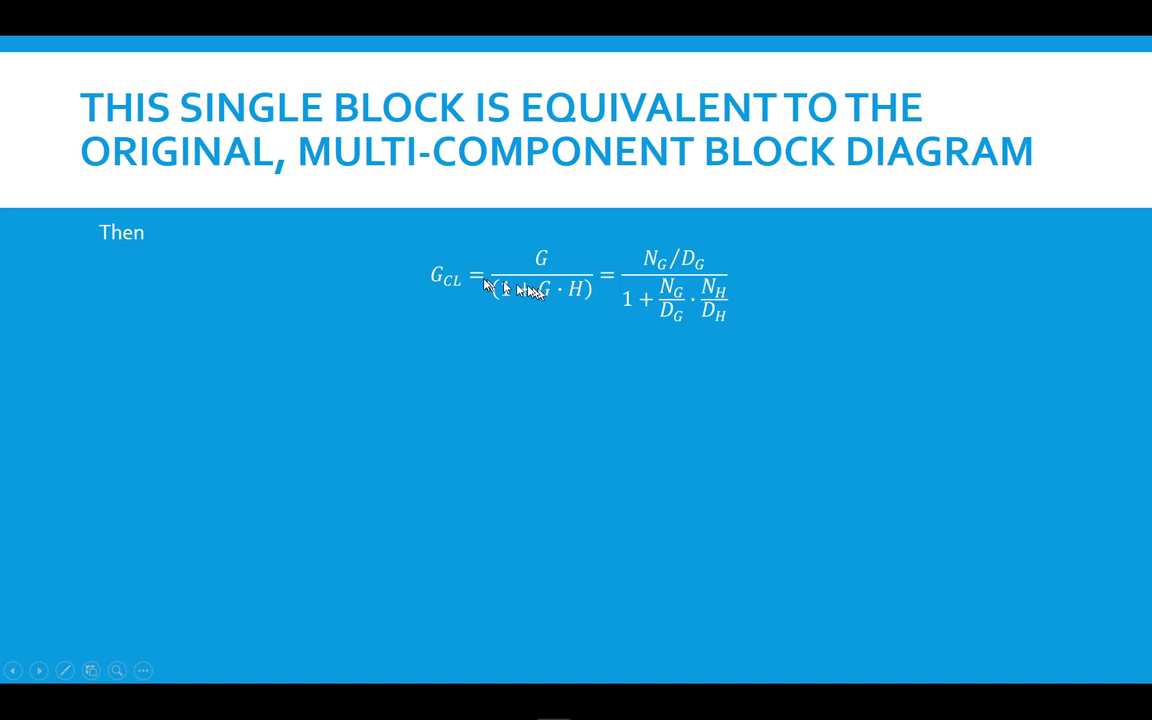 THIS SINGLE BLOCK IS EQUIVALENT TO THE
ORIGINAL, MULTI-COMPONENT BLOCK DIAGRAM
Then
G_CL = G / (1 + G · H) = (N_G/D_G) / (1 + N_G/D_G · N_H/D_H)